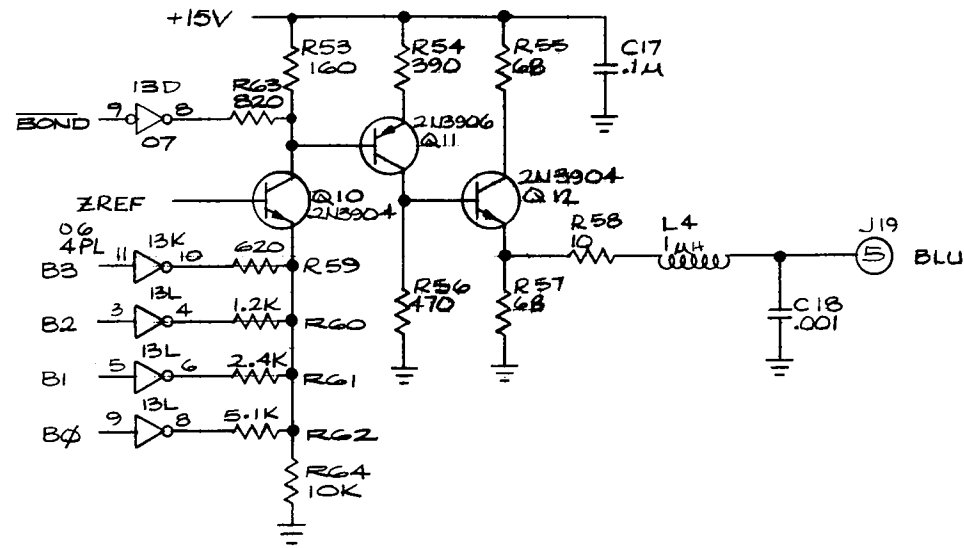 +15V
R53
160
R54
390
R55
68
C17
.1µ
13D
R63
820
BOND
9
8
07
2N3906
Q11
2N3904
Q12
ZREF
Q10
2N3904
06
4PL
13K
B3
11
10
620
R59
13L
B2
3
4
1.2K
R60
13L
B1
5
6
2.4K
R61
13L
BØ
9
8
5.1K
R62
R64
10K
R56
470
R57
68
R58
10
L4
1µH
C18
.001
J19
5
BLU